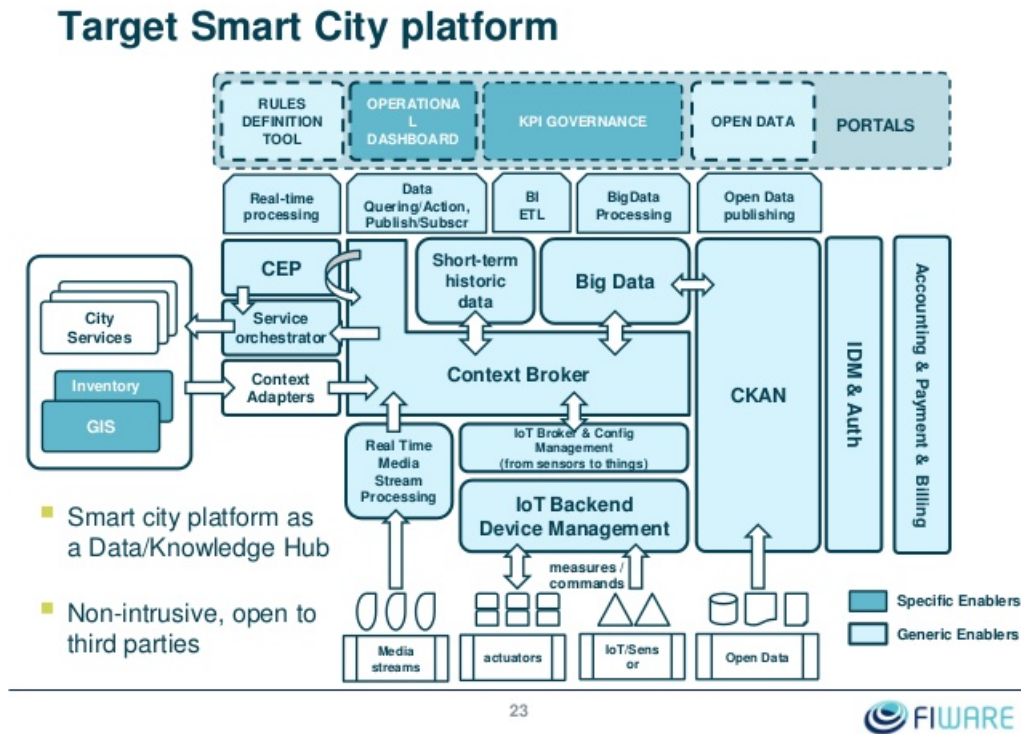 Target Smart City platform
RULES
DEFINITION
TOOL
OPERATIONA
L
DASHBOARD
KPI GOVERNANCE
OPEN DATA
PORTALS
Real-time
processing
Data
Quering/Action,
Publish/Subscr
BI
ETL
BigData
Processing
Open Data
publishing
CEP
Short-term
historic
data
Big Data
City
Services
Service
orchestrator
Context Broker
Inventory
GIS
Context
Adapters
CKAN
IDM & Auth
Accounting & Payment & Billing
Real Time
Media
Stream
Processing
IoT Broker & Config
Management
(from sensors to things)
IoT Backend
Device Management
measures /
commands
Smart city platform as
a Data/Knowledge Hub
Non-intrusive, open to
third parties
Media
streams
actuators
IoT/Sens
or
Open Data
Specific Enablers
Generic Enablers
23
FIWARE